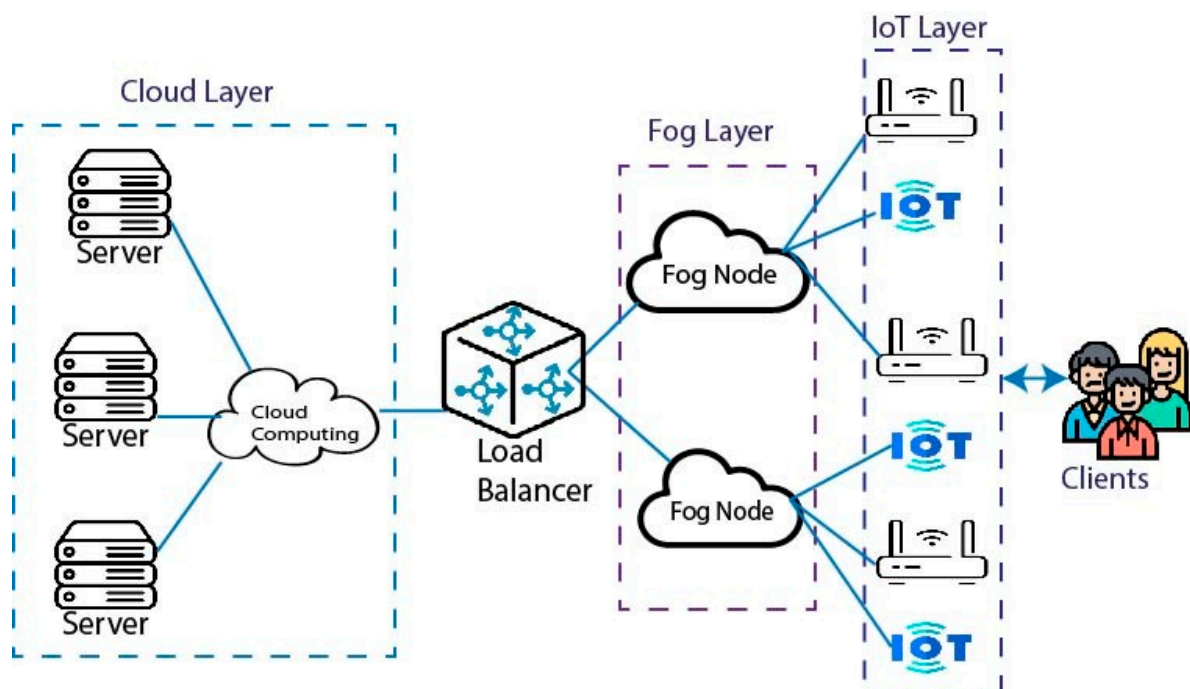 Cloud Layer
Server
Server
Server
Cloud
Computing
Load
Balancer
Fog Layer
Fog Node
Fog Node
IoT Layer
IOT
IOT
IOT
Clients